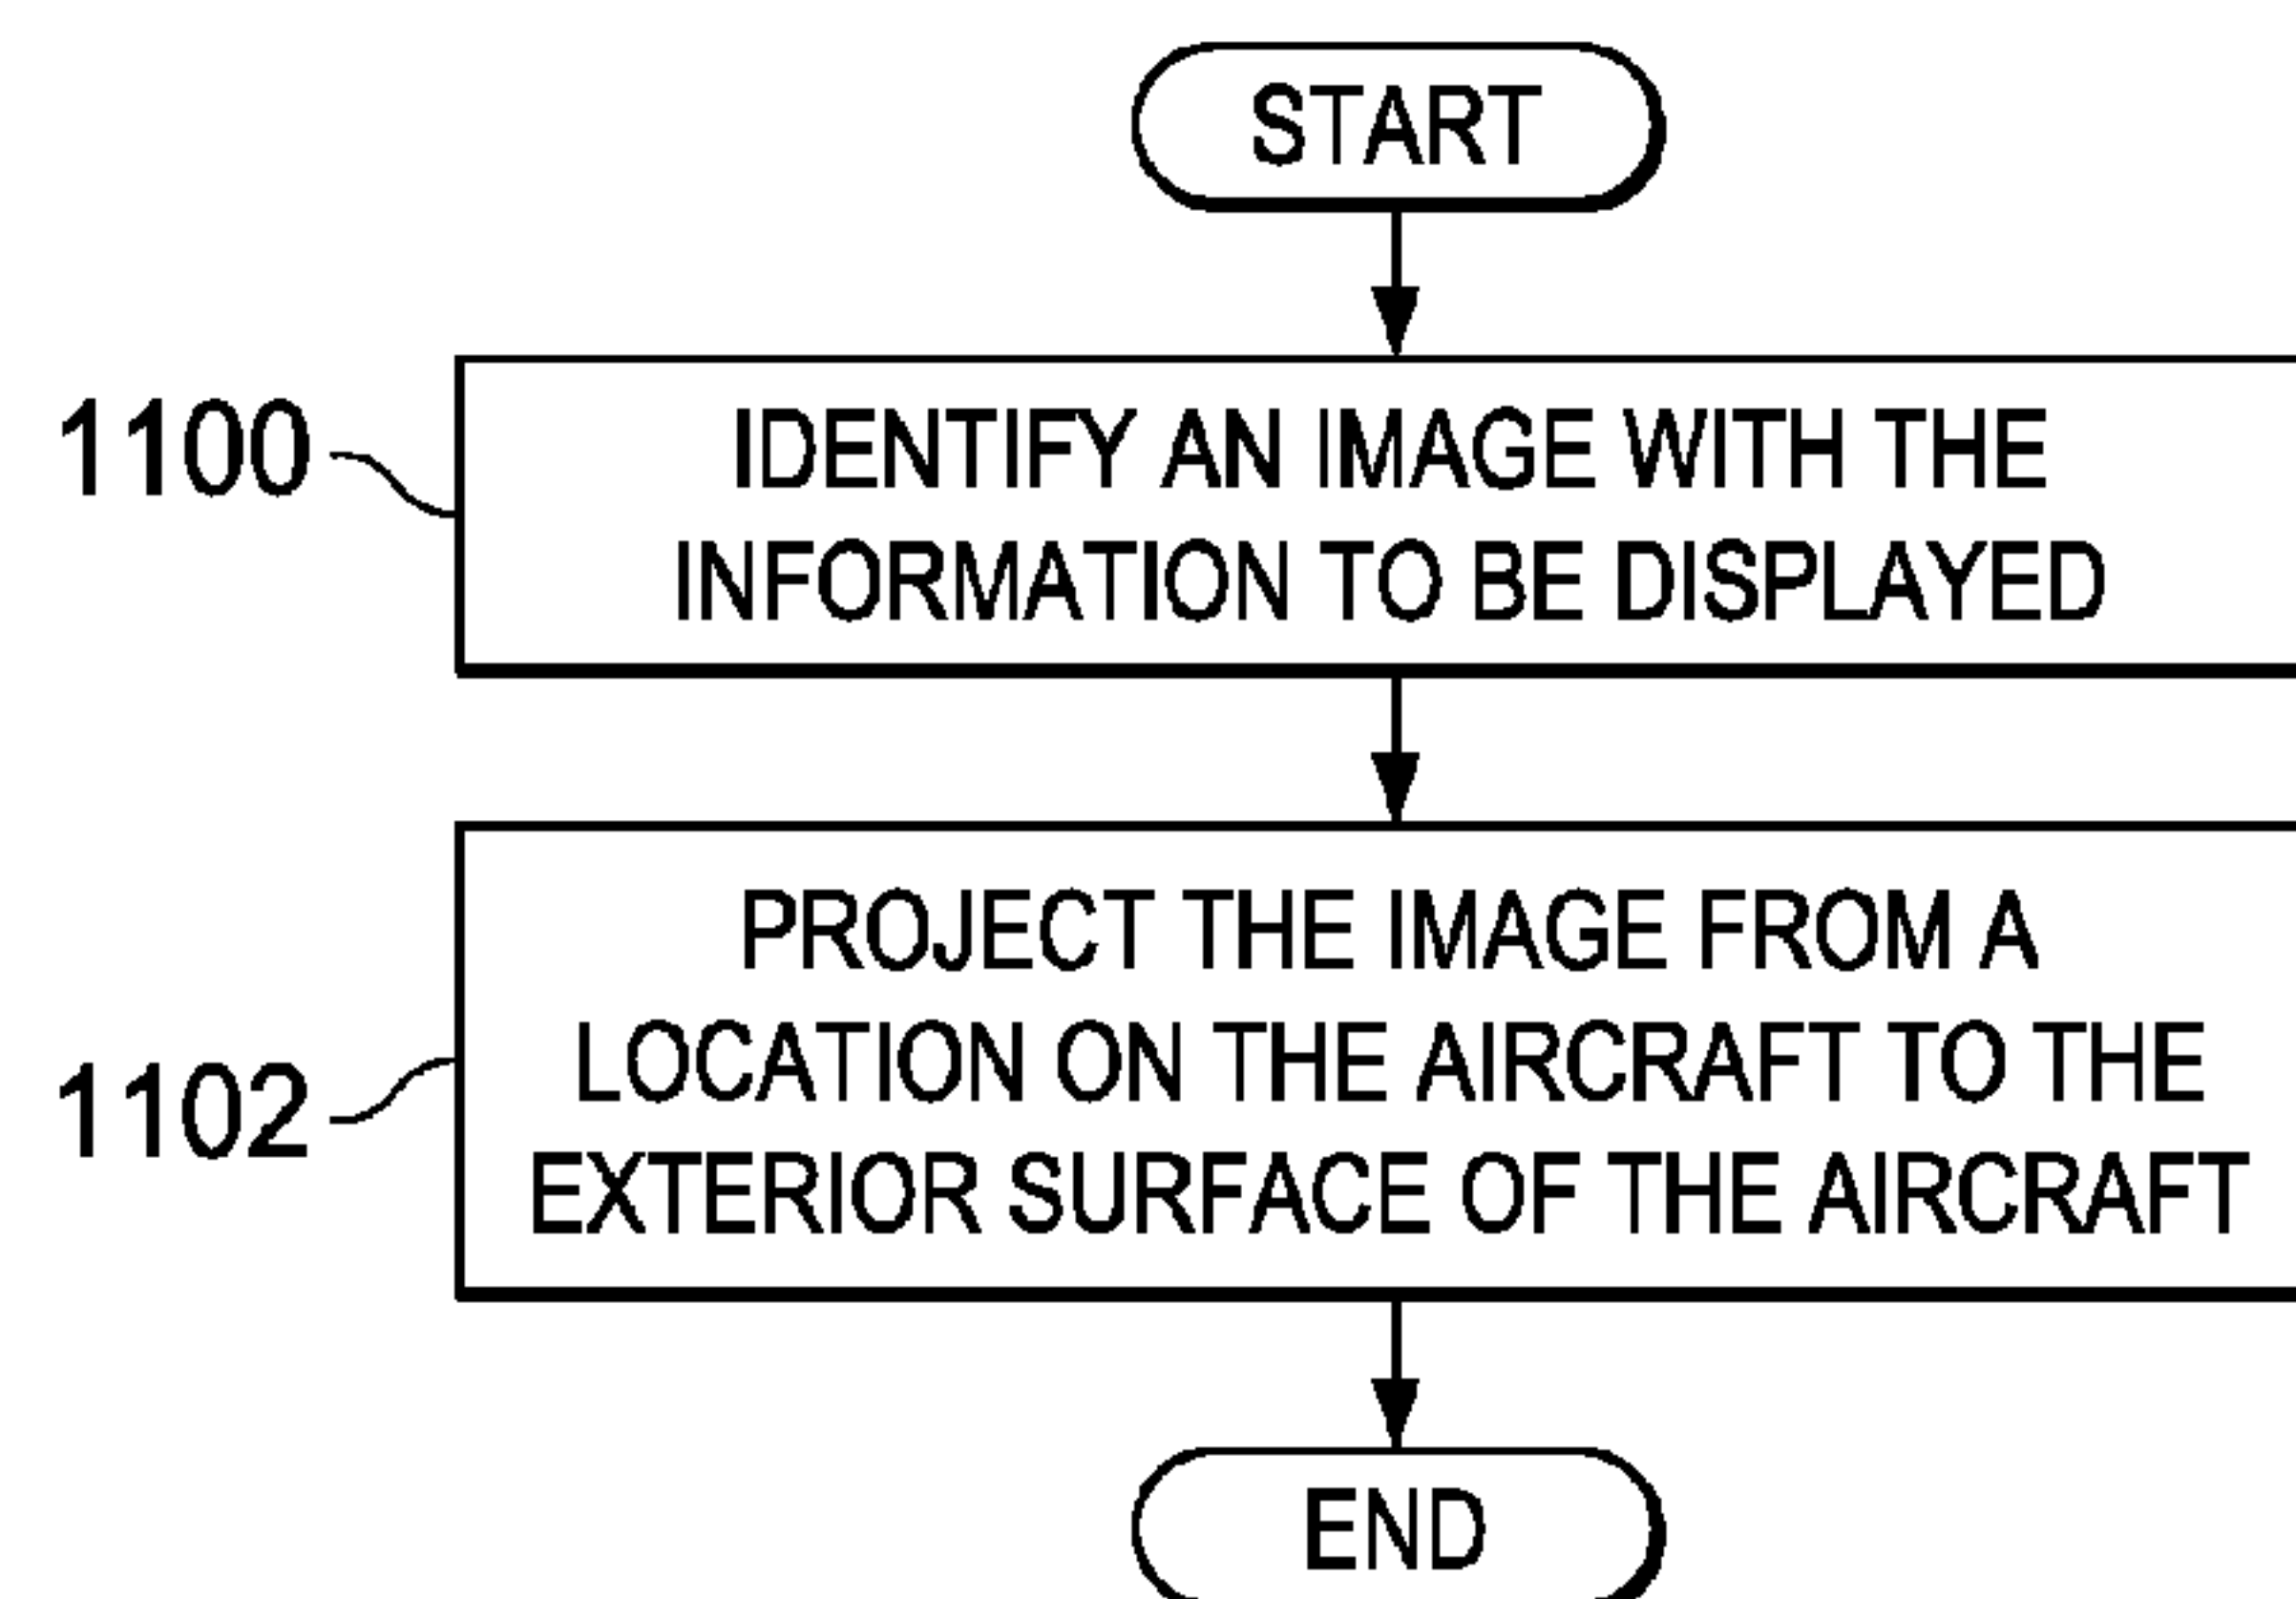 START
1100
IDENTIFY AN IMAGE WITH THE
INFORMATION TO BE DISPLAYED
1102
PROJECT THE IMAGE FROM A
LOCATION ON THE AIRCRAFT TO THE
EXTERIOR SURFACE OF THE AIRCRAFT
END